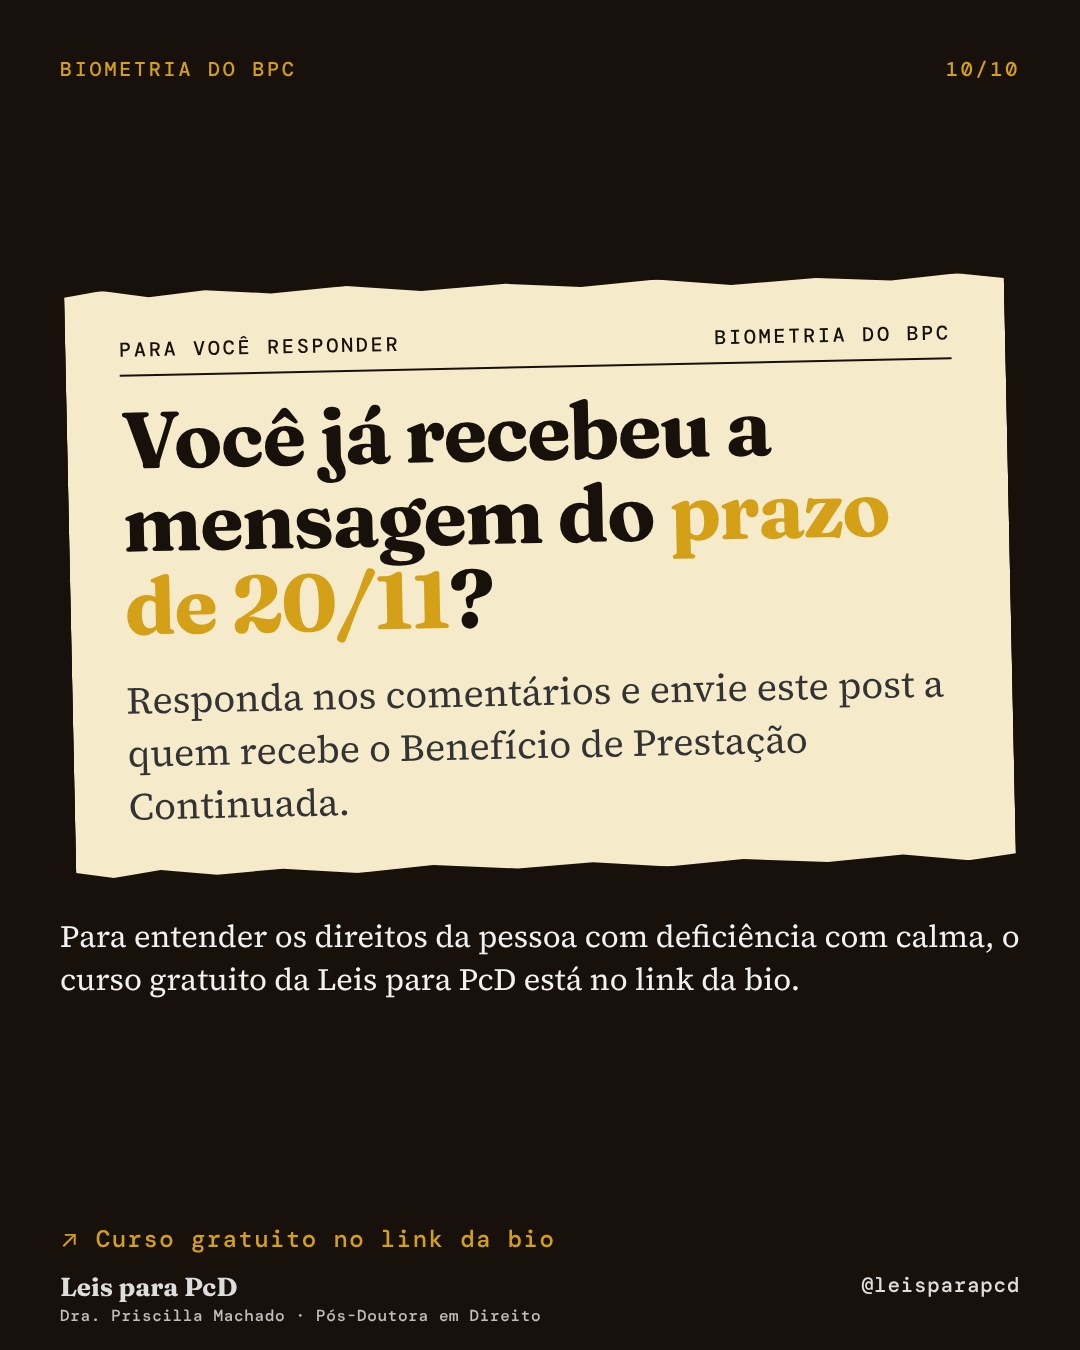 BIOMETRIA DO BPC
10/10
PARA VOCÊ RESPONDER
BIOMETRIA DO BPC
Você já recebeu a
mensagem do prazo
de 20/11?
Responda nos comentários e envie este post a
quem recebe o Benefício de Prestação
Continuada.
Para entender os direitos da pessoa com deficiência com calma, o
curso gratuito da Leis para PcD está no link da bio.
↗ Curso gratuito no link da bio
Leis para PcD
@leisparapcd
Dra. Priscilla Machado · Pós-Doutora em Direito